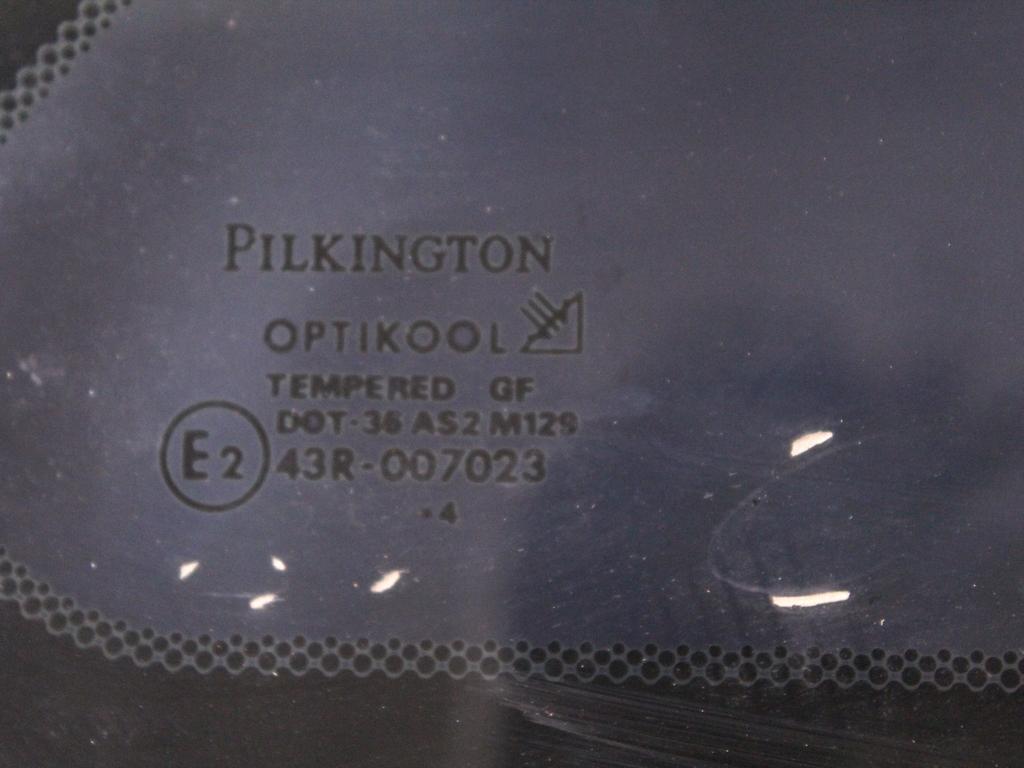 PILKINGTON
OPTIKOOL
TEMPERED GF
DOT-36 AS2 M129
E2 43R-007023
·4